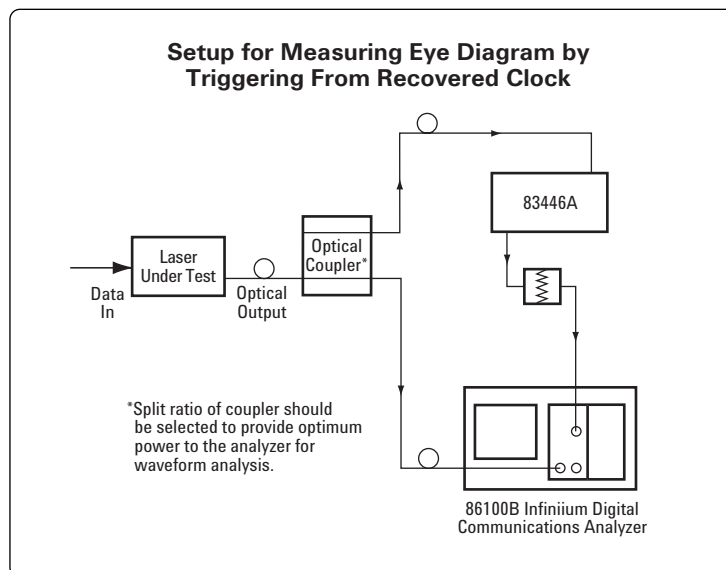 Setup for Measuring Eye Diagram by
Triggering From Recovered Clock
83446A
Laser
Under Test
Optical
Coupler*
Data
In
Optical
Output
*Split ratio of coupler should
be selected to provide optimum
power to the analyzer for
waveform analysis.
86100B Infiniium Digital
Communications Analyzer